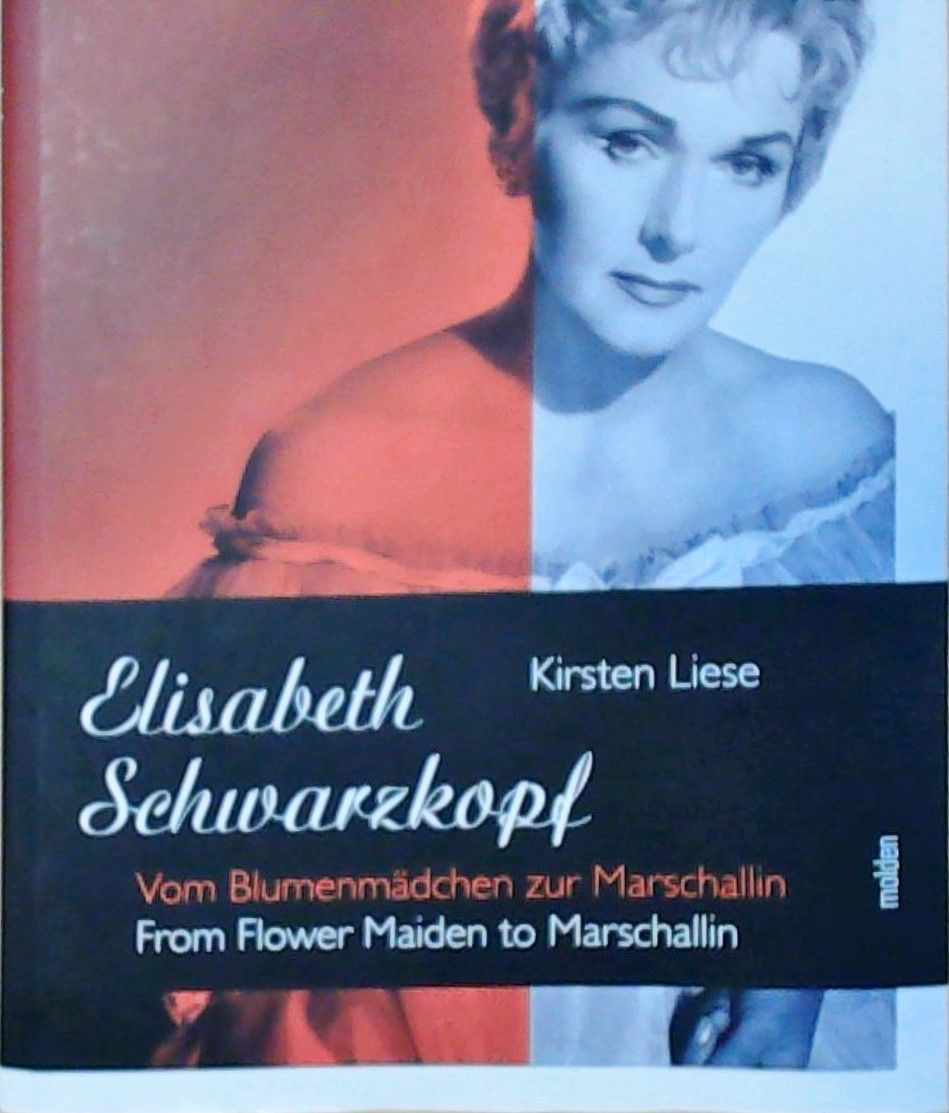 Elisabeth
Schwarzkopf
Kirsten Liese
Vom Blumenmädchen zur Marschallin
From Flower Maiden to Marschallin
molden